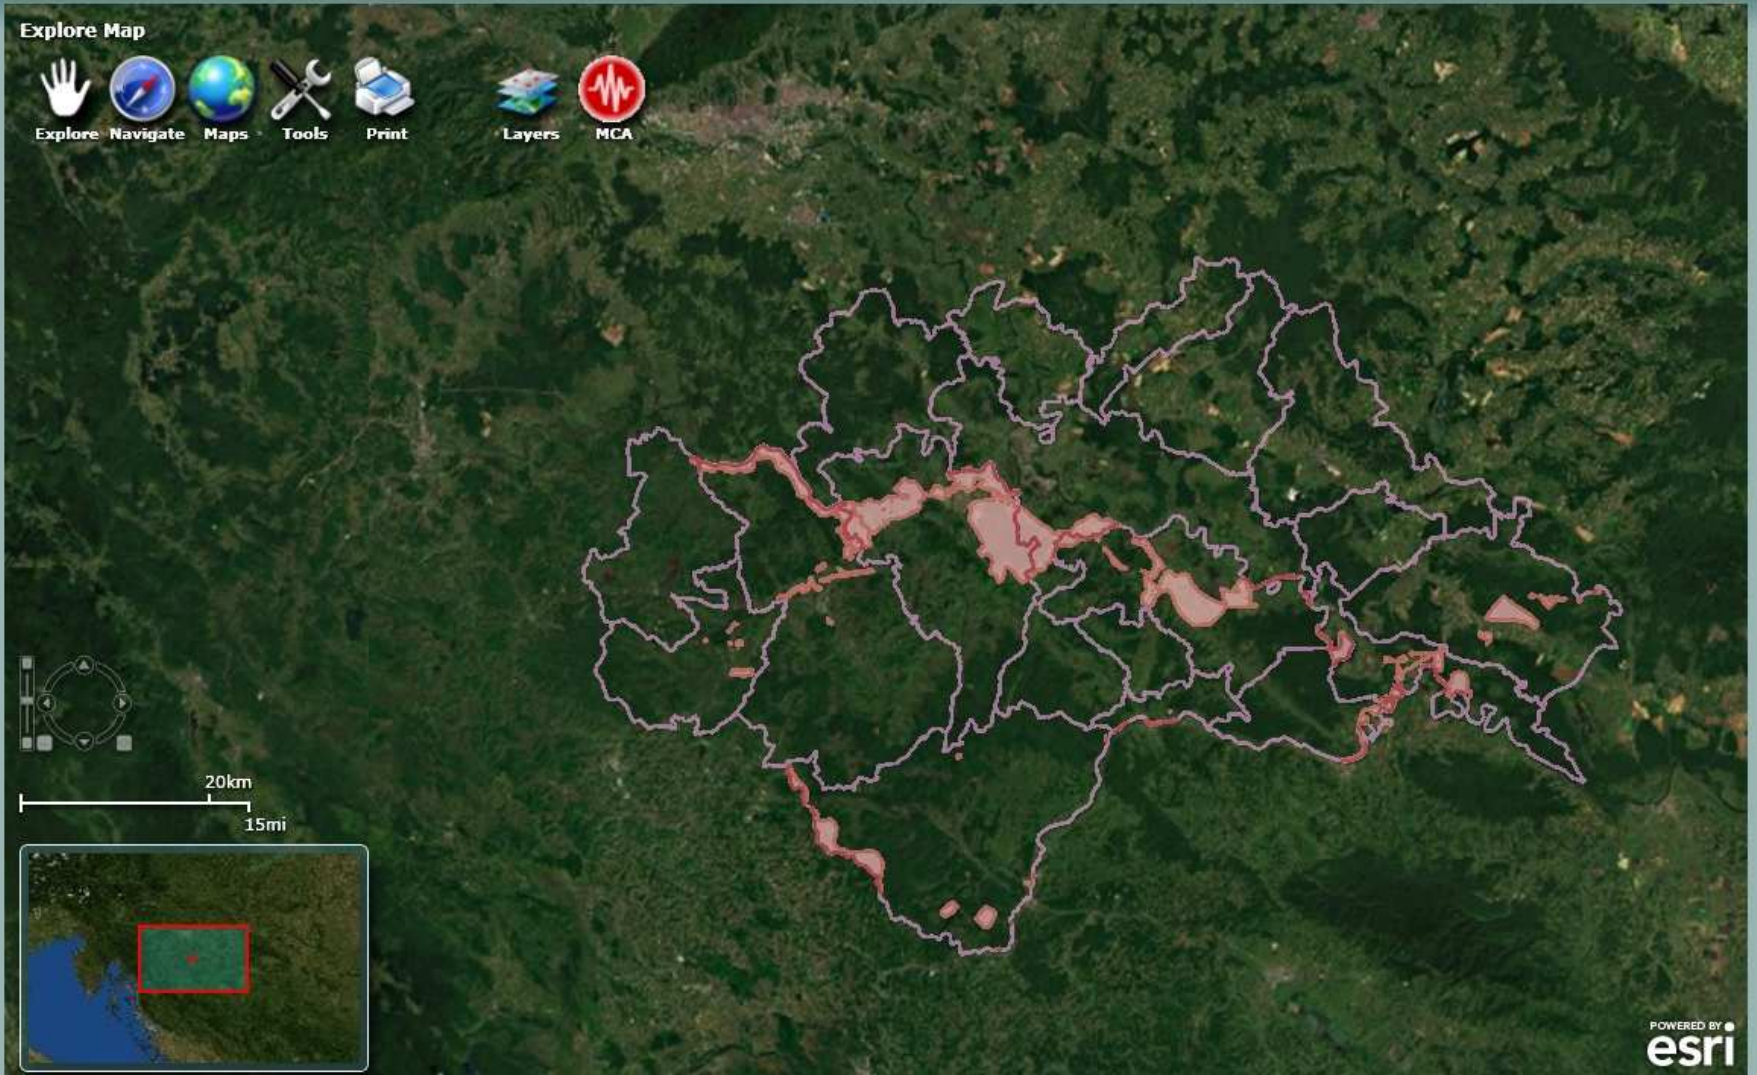 Explore Map
Explore Navigate Maps Tools Print Layers MCA
20km
15mi
POWERED BY
esri